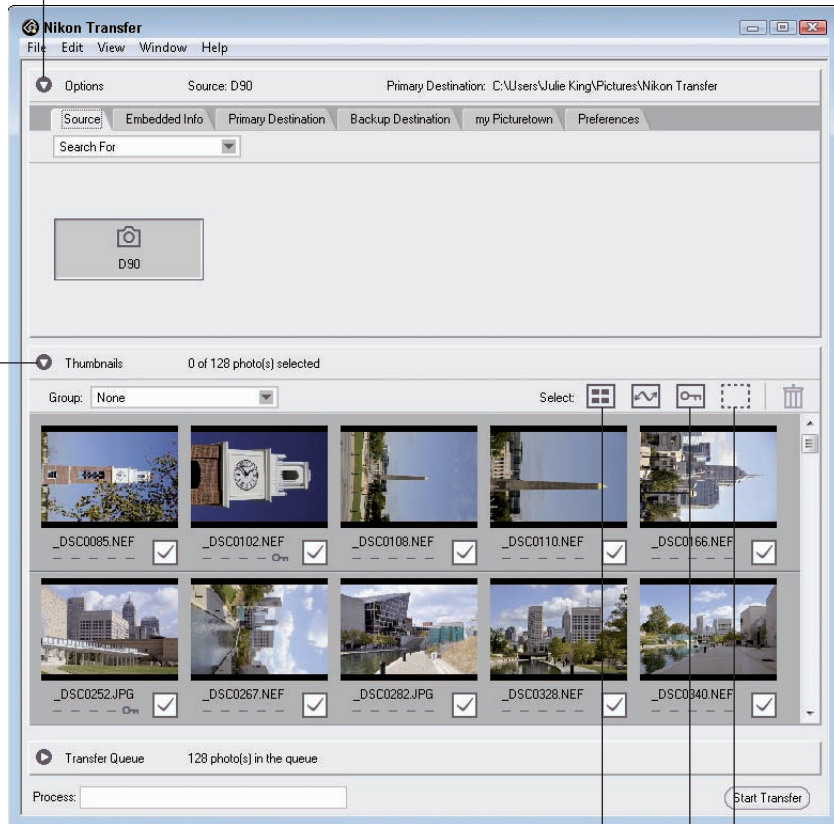 Nikon Transfer
File Edit View Window Help
Options Source: D90 Primary Destination: C:\Users\Julie King\Pictures\Nikon Transfer
Source Embedded Info Primary Destination Backup Destination my Picturetown Preferences
Search For
D90
Thumbnails 0 of 128 photo(s) selected
Group: None Select:
_DSC0085.NEF _DSC0102.NEF _DSC0108.NEF _DSC0110.NEF _DSC0166.NEF
_DSC0252.JPG _DSC0267.NEF _DSC0282.JPG _DSC0328.NEF _DSC0340.NEF
Transfer Queue 128 photo(s) in the queue
Process: Start Transfer